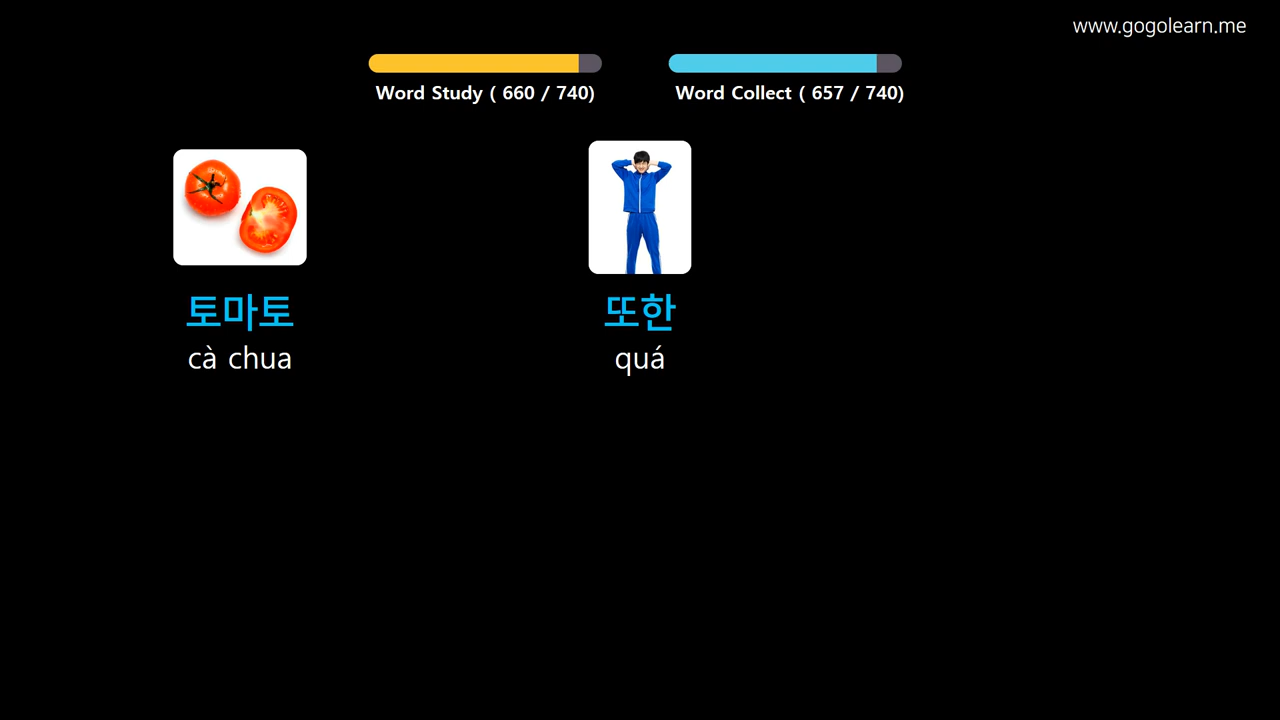 www.gogolearn.me
Word Study ( 660 / 740)
Word Collect ( 657 / 740)
토마토
cà chua
또한
quá